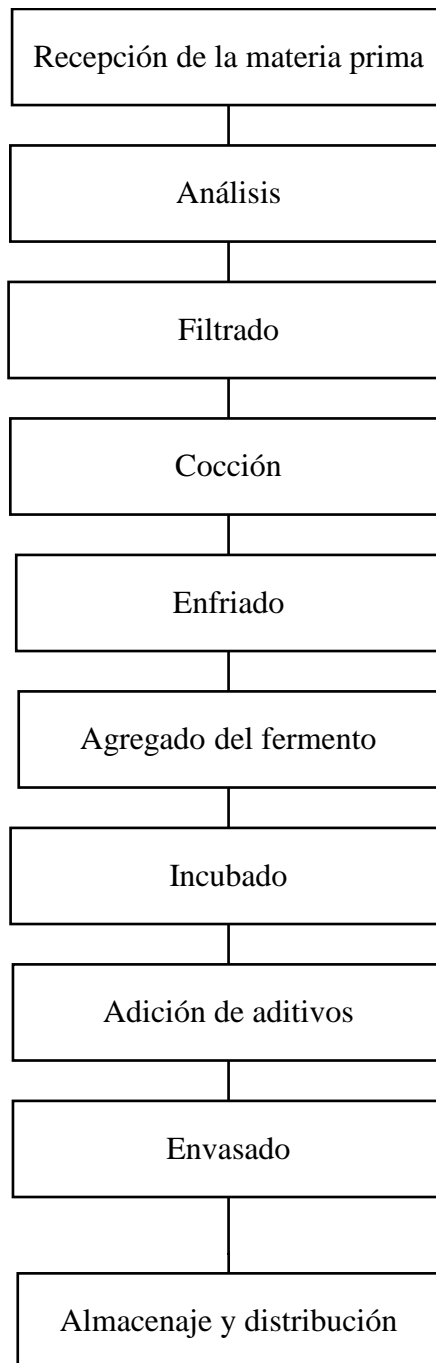 Recepción de la materia prima
Análisis
Filtrado
Cocción
Enfriado
Agregado del fermento
Incubado
Adición de aditivos
Envasado
Almacenaje y distribución